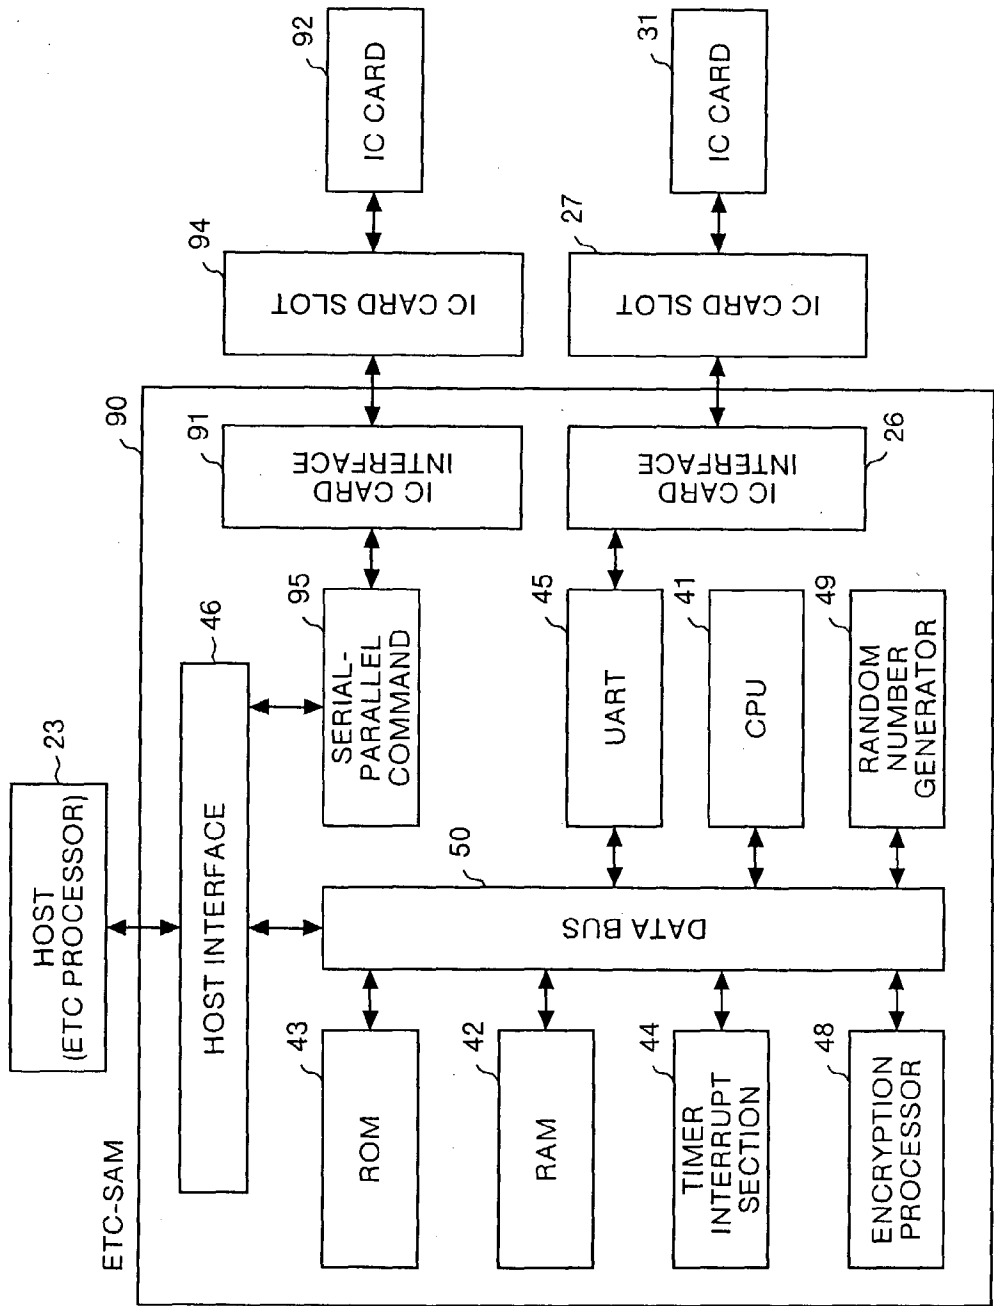 23
HOST
(ETC PROCESSOR)
ETC-SAM
90
46
HOST INTERFACE
43
ROM
42
RAM
44
TIMER
INTERRUPT
SECTION
48
ENCRYPTION
PROCESSOR
50
DATA BUS
95
SERIAL-
PARALLEL
COMMAND
45
UART
41
CPU
49
RANDOM
NUMBER
GENERATOR
91
IC CARD
INTERFACE
26
IC CARD
INTERFACE
94
IC CARD SLOT
27
IC CARD SLOT
92
IC CARD
31
IC CARD